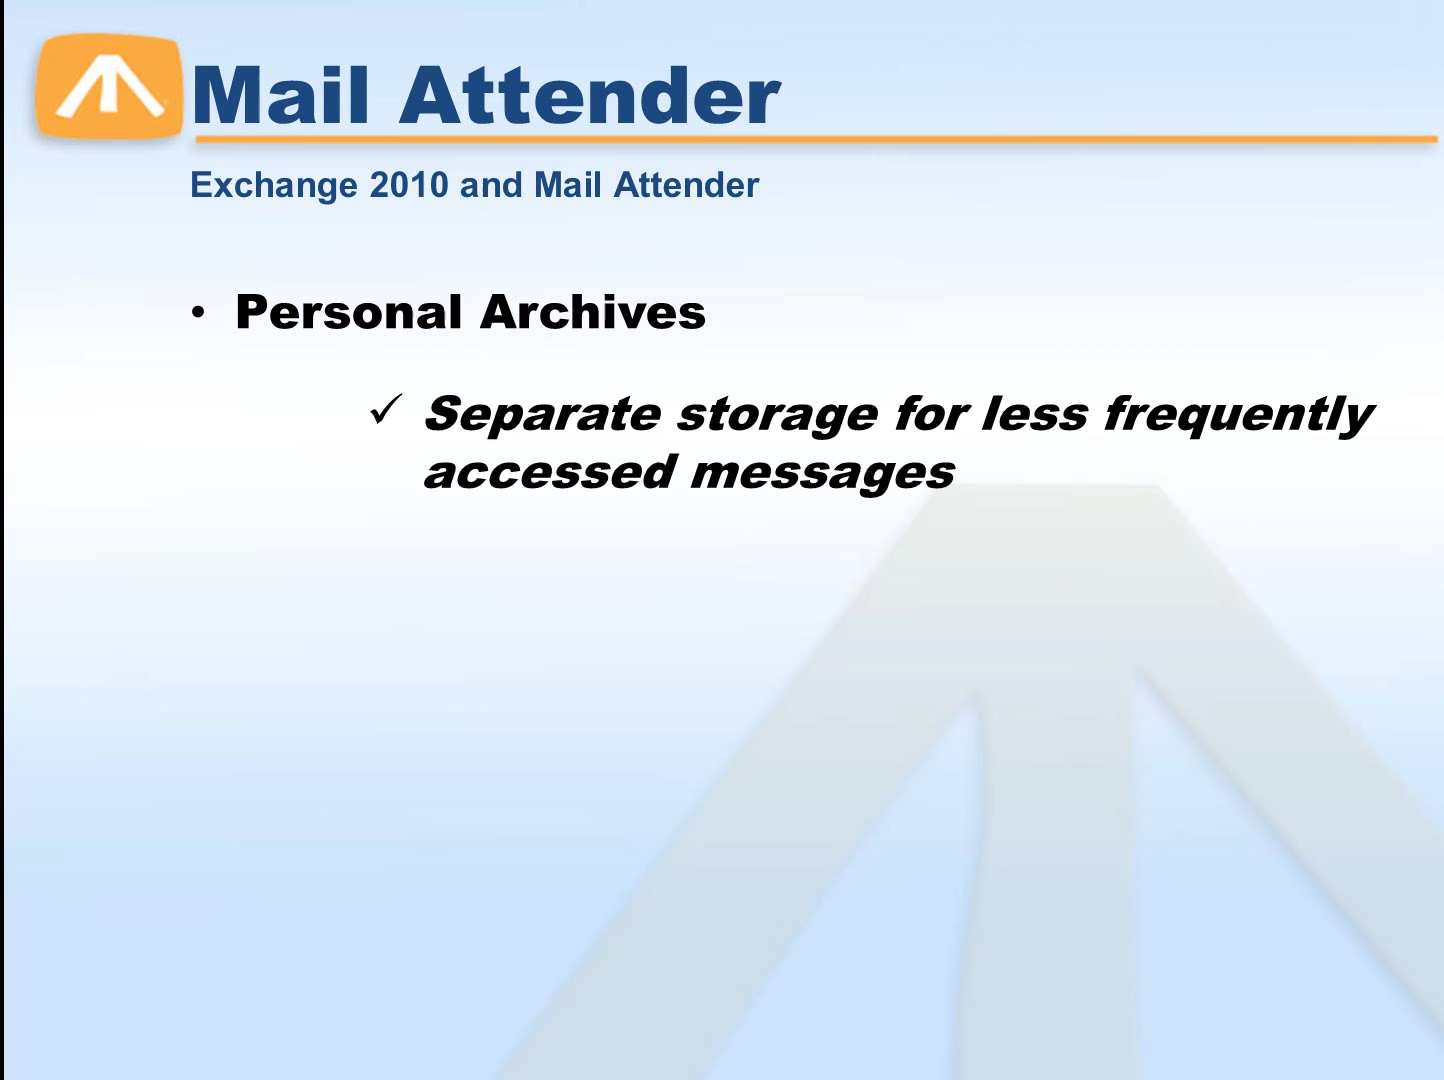 Mail Attender
Exchange 2010 and Mail Attender
• Personal Archives
✓ Separate storage for less frequently
accessed messages